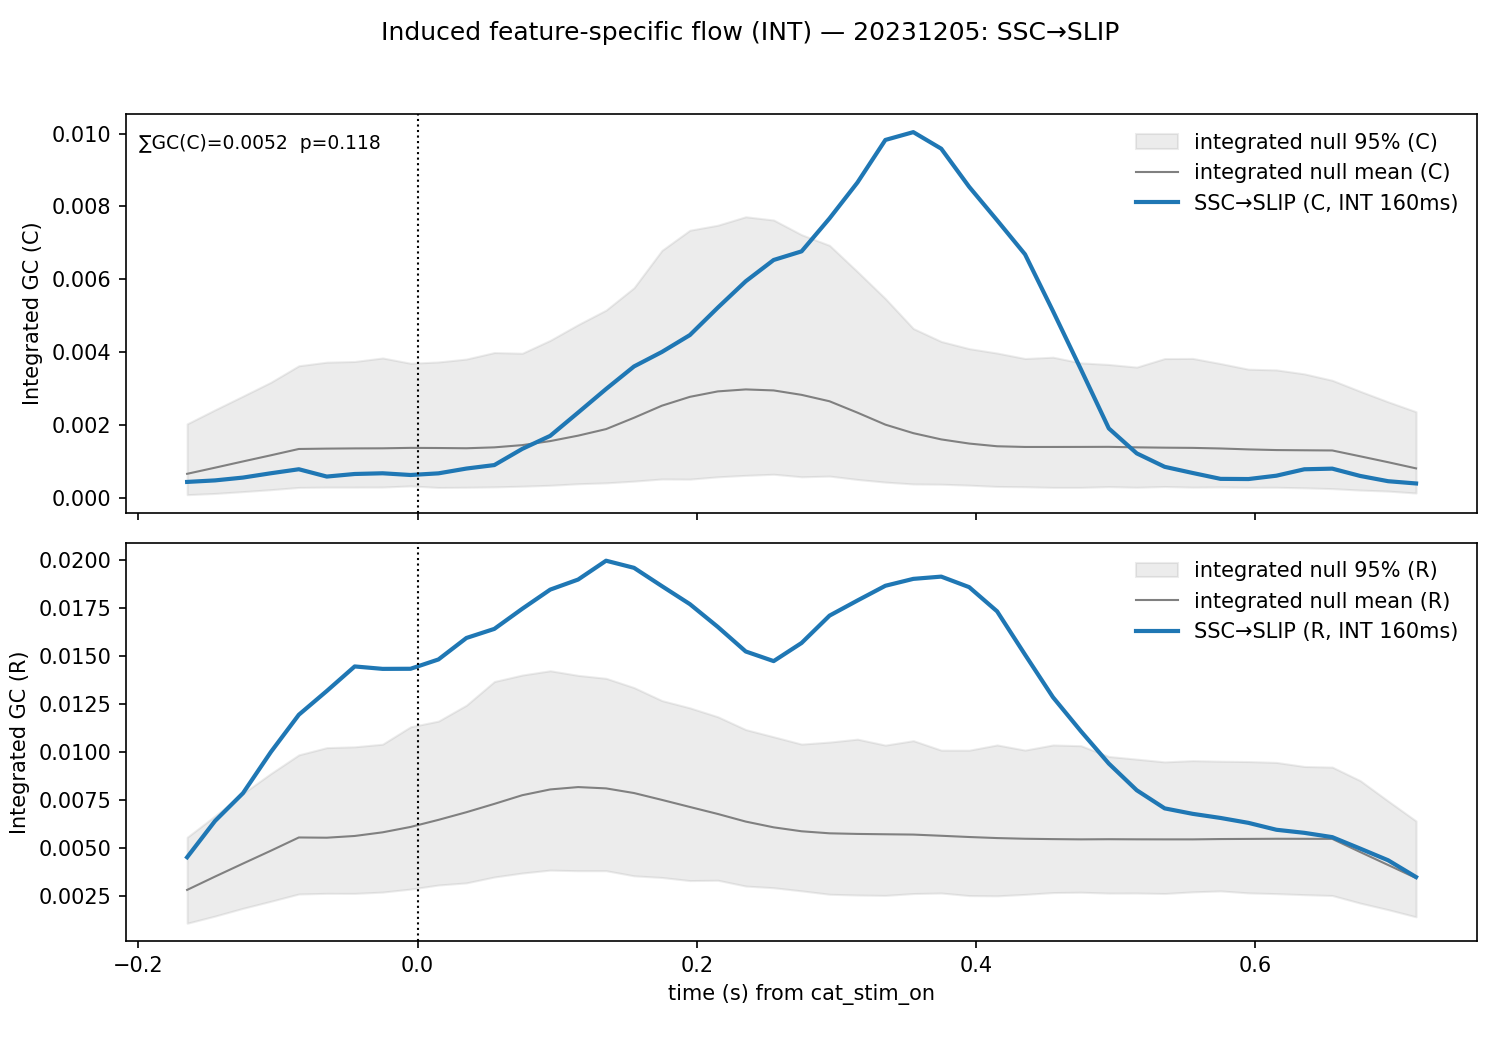 Induced feature-specific flow (INT) — 20231205: SSC→SLIP
∑GC(C)=0.0052  p=0.118
integrated null 95% (C)
integrated null mean (C)
SSC→SLIP (C, INT 160ms)
Integrated GC (C)
0.010
0.008
0.006
0.004
0.002
0.000
integrated null 95% (R)
integrated null mean (R)
SSC→SLIP (R, INT 160ms)
Integrated GC (R)
0.0200
0.0175
0.0150
0.0125
0.0100
0.0075
0.0050
0.0025
−0.2 0.0 0.2 0.4 0.6
time (s) from cat_stim_on